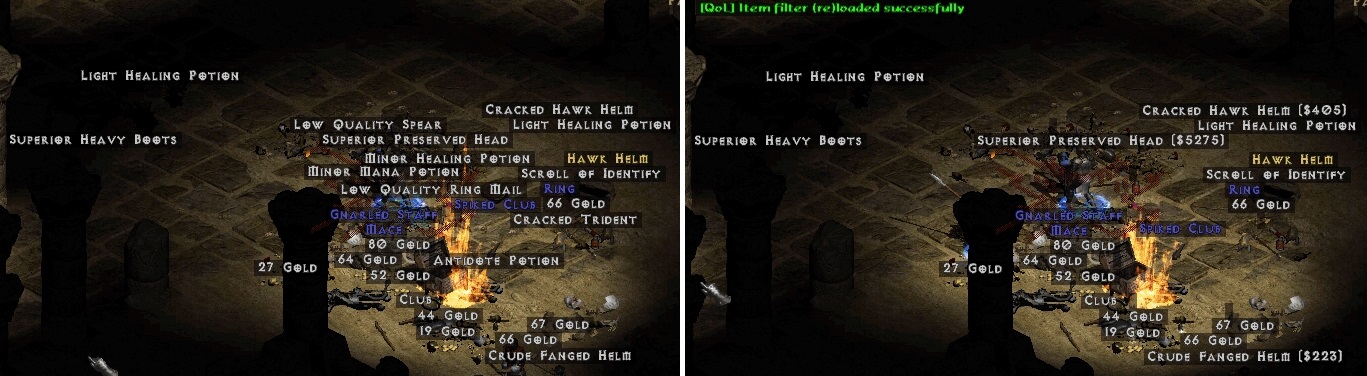 Light Healing Potion
Cracked Hawk Helm
Low Quality Spear
Light Healing Potion
Superior Heavy Boots
Superior Preserved Head
Minor Healing Potion
Hawk Helm
Minor Mana Potion
Scroll of Identify
Low Quality Ring Mail
Ring
Spiked Club
66 Gold
Gnarled Staff
Cracked Trident
Mace
80 Gold
64 Gold
Antidote Potion
27 Gold
52 Gold
Club
44 Gold
67 Gold
19 Gold
66 Gold
Crude Fanged Helm
[QoL] Item filter (re)loaded successfully
Light Healing Potion
Cracked Hawk Helm ($405)
Light Healing Potion
Superior Heavy Boots
Superior Preserved Head ($5275)
Hawk Helm
Scroll of Identify
Ring
66 Gold
Gnarled Staff
Spiked Club
Mace
80 Gold
64 Gold
27 Gold
52 Gold
Club
44 Gold
67 Gold
19 Gold
66 Gold
Crude Fanged Helm ($223)